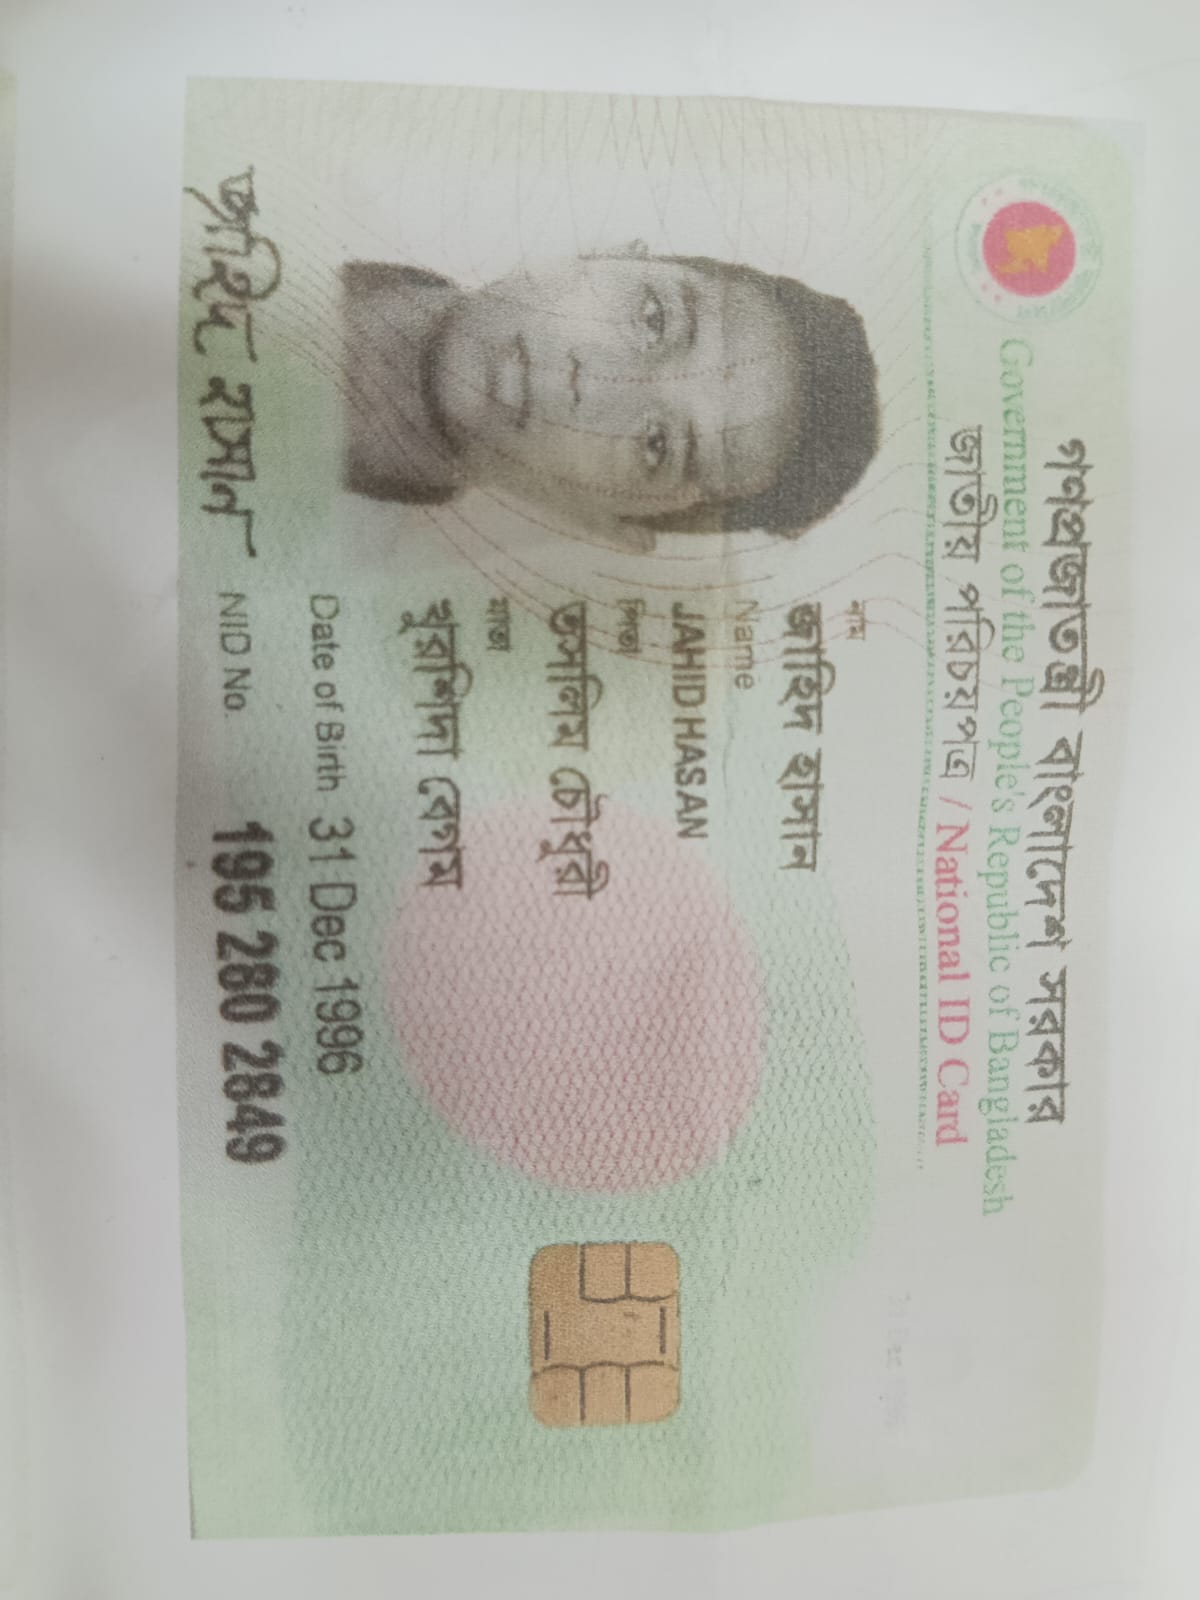 গণপ্রজাতন্ত্রী বাংলাদেশ সরকার
Government of the People's Republic of Bangladesh
জাতীয় পরিচয়পত্র / National ID Card
31 Dec 1996
নাম
জাহিদ হাসান
Name
JAHID HASAN
পিতা
তসলিম চৌধুরী
মাতা
খুরশিদা বেগম
Date of Birth 31 Dec 1996
জাহিদ হাসান
NID No. 195 280 2849